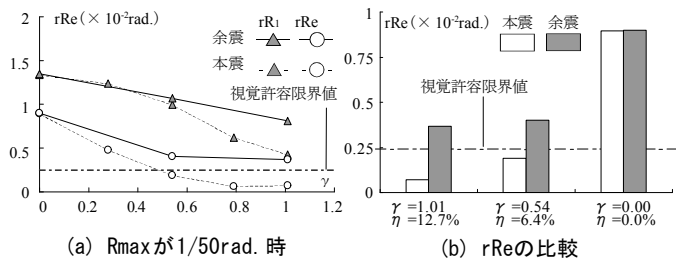 rRe(× 10⁻²rad.)
rR₁ rRe
余震
本震
視覚許容限界値
γ
2
1.5
1
0.5
0
0 0.2 0.4 0.6 0.8 1.0 1.2
(a) Rmaxが1/50rad.時
rRe(× 10⁻²rad.)
本震 余震
視覚許容限界値
1
0.75
0.5
0.25
0
γ=1.01 γ=0.54 γ=0.00
η=12.7% η=6.4% η=0.0%
(b) rReの比較